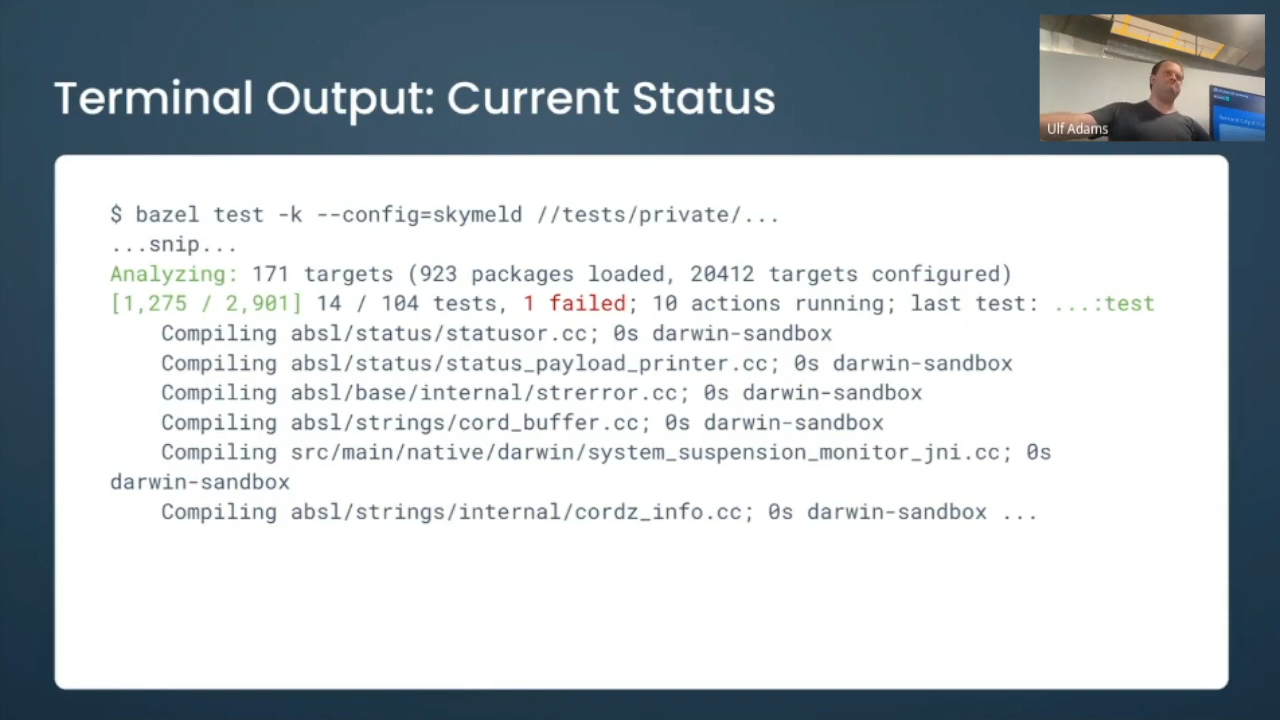 Terminal Output: Current Status
Ulf Adams
$ bazel test -k --config=skymeld //tests/private/...
...snip...
Analyzing: 171 targets (923 packages loaded, 20412 targets configured)
[1,275 / 2,901] 14 / 104 tests, 1 failed; 10 actions running; last test: ...:test
Compiling absl/status/statusor.cc; 0s darwin-sandbox
Compiling absl/status/status_payload_printer.cc; 0s darwin-sandbox
Compiling absl/base/internal/strerror.cc; 0s darwin-sandbox
Compiling absl/strings/cord_buffer.cc; 0s darwin-sandbox
Compiling src/main/native/darwin/system_suspension_monitor_jni.cc; 0s
darwin-sandbox
Compiling absl/strings/internal/cordz_info.cc; 0s darwin-sandbox ...